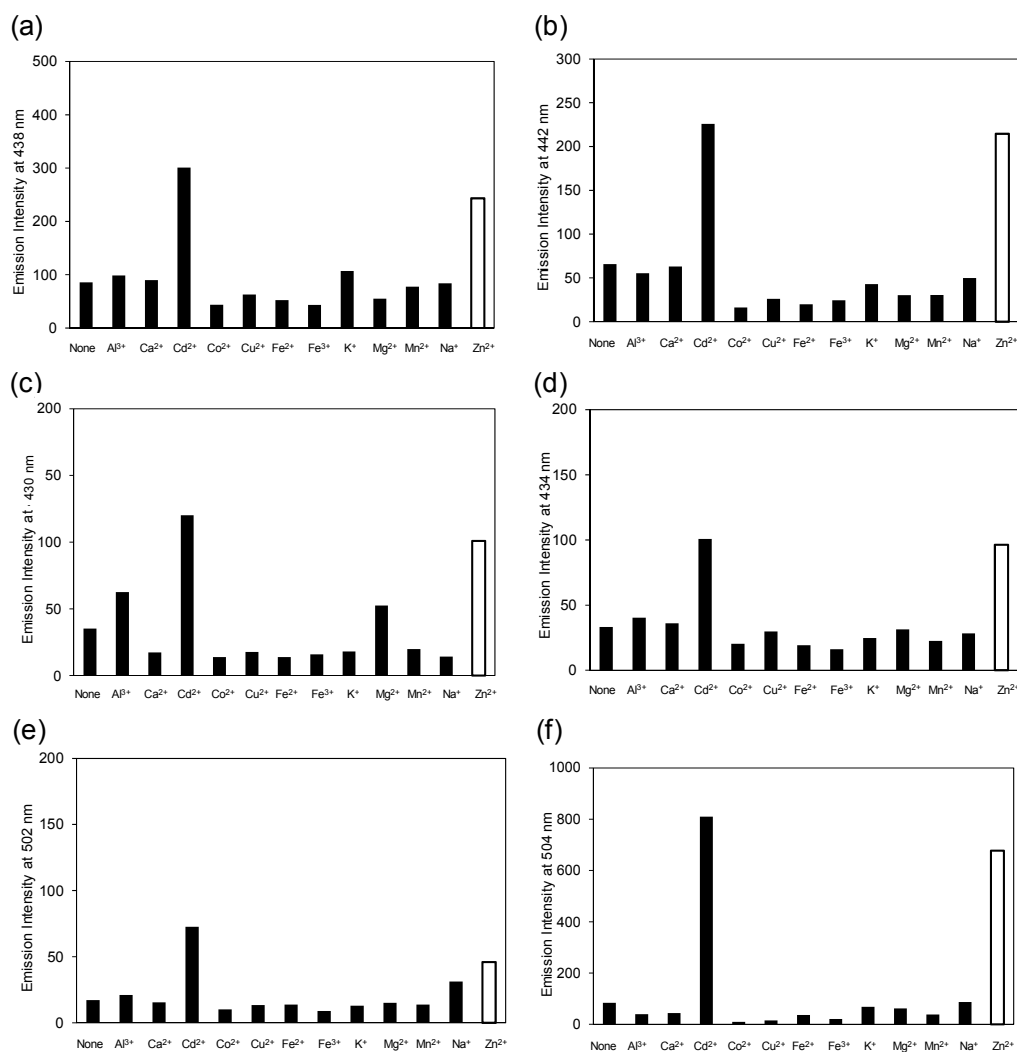 (a)
Emission Intensity at 438 nm
500
400
300
200
100
0
None Al³⁺ Ca²⁺ Cd²⁺ Co²⁺ Cu²⁺ Fe²⁺ Fe³⁺ K⁺ Mg²⁺ Mn²⁺ Na⁺ Zn²⁺
(b)
Emission Intensity at 442 nm
300
250
200
150
100
50
0
None Al³⁺ Ca²⁺ Cd²⁺ Co²⁺ Cu²⁺ Fe²⁺ Fe³⁺ K⁺ Mg²⁺ Mn²⁺ Na⁺ Zn²⁺
(c)
Emission Intensity at · 430 nm
200
50
100
50
0
None Al³⁺ Ca²⁺ Cd²⁺ Co²⁺ Cu²⁺ Fe²⁺ Fe³⁺ K⁺ Mg²⁺ Mn²⁺ Na⁺ Zn²⁺
(d)
Emission Intensity at 434 nm
200
150
100
50
0
None Al³⁺ Ca²⁺ Cd²⁺ Co²⁺ Cu²⁺ Fe²⁺ Fe³⁺ K⁺ Mg²⁺ Mn²⁺ Na⁺ Zn²⁺
(e)
Emission Intensity at 502 nm
200
150
100
50
0
None Al³⁺ Ca²⁺ Cd²⁺ Co²⁺ Cu²⁺ Fe²⁺ Fe³⁺ K⁺ Mg²⁺ Mn²⁺ Na⁺ Zn²⁺
(f)
Emission Intensity at 504 nm
1000
800
600
400
200
0
None Al³⁺ Ca²⁺ Cd²⁺ Co²⁺ Cu²⁺ Fe²⁺ Fe³⁺ K⁺ Mg²⁺ Mn²⁺ Na⁺ Zn²⁺